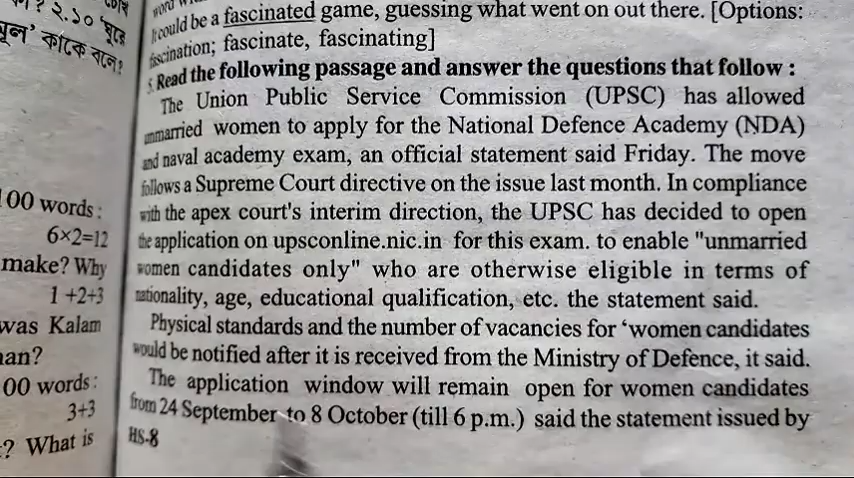 ? ২.১০ 'ঘুরে
মূল' কাকে বলে?
100 words:
6×2=12
make? Why
1 +2+3
was Kalam
an?
00 words:
3+3
? What is
It could be a fascinated game, guessing what went on out there. [Options:
fascination; fascinate, fascinating]
5. Read the following passage and answer the questions that follow :
The Union Public Service Commission (UPSC) has allowed
unmarried women to apply for the National Defence Academy (NDA)
and naval academy exam, an official statement said Friday. The move
follows a Supreme Court directive on the issue last month. In compliance
with the apex court's interim direction, the UPSC has decided to open
the application on upsconline.nic.in for this exam. to enable "unmarried
women candidates only" who are otherwise eligible in terms of
nationality, age, educational qualification, etc. the statement said.
Physical standards and the number of vacancies for 'women candidates
would be notified after it is received from the Ministry of Defence, it said.
The application window will remain open for women candidates
from 24 September to 8 October (till 6 p.m.) said the statement issued by
HS-8